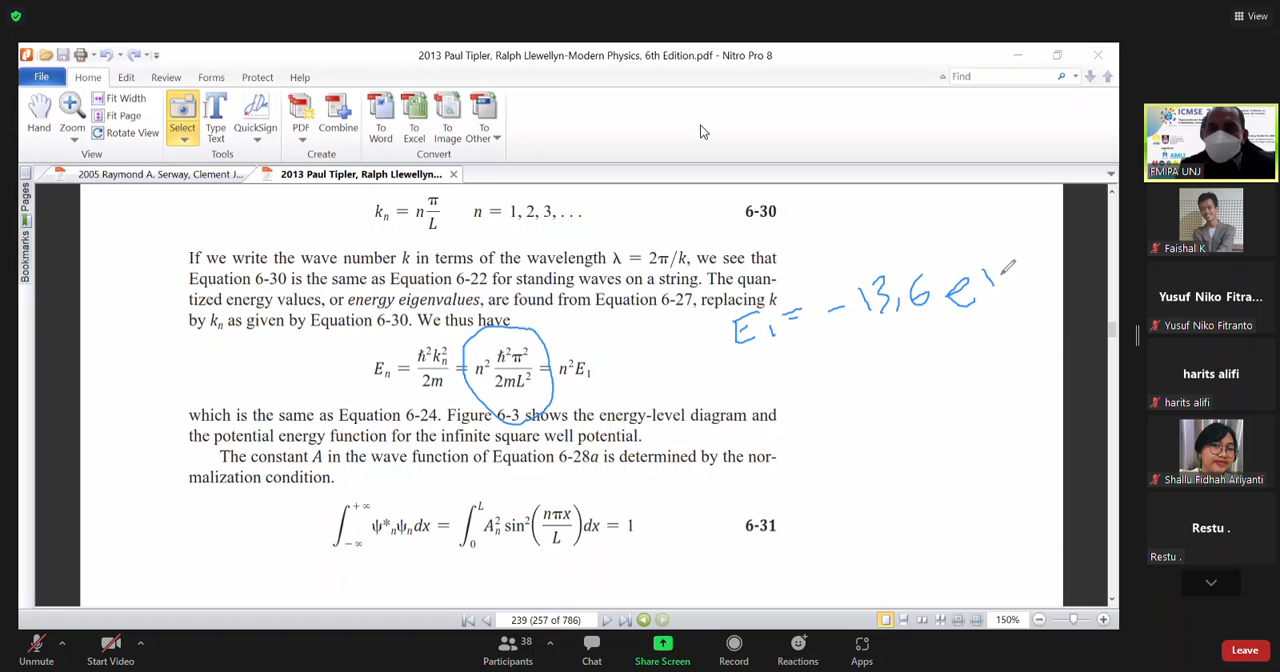 View
2013 Paul Tipler, Ralph Llewellyn-Modern Physics, 6th Edition.pdf - Nitro Pro 8
File Home Edit Review Forms Protect Help Find
Hand Zoom Fit Width Fit Page Rotate View Select Type Text QuickSign PDF Combine To Word To Excel To Image To Other
View Tools Create Convert
2005 Raymond A. Serway, Clement J.... 2013 Paul Tipler, Ralph Llewellyn...
Pages
Bookmarks
kₙ = n π/L n = 1, 2, 3, . . . 6-30
If we write the wave number k in terms of the wavelength λ = 2π/k, we see that
Equation 6-30 is the same as Equation 6-22 for standing waves on a string. The quan-
tized energy values, or energy eigenvalues, are found from Equation 6-27, replacing k
by kₙ as given by Equation 6-30. We thus have
E₁ = - 13,6 e
Eₙ = ℏ²kₙ²/2m = n² ℏ²π²/2mL² = n²E₁
which is the same as Equation 6-24. Figure 6-3 shows the energy-level diagram and
the potential energy function for the infinite square well potential.
The constant A in the wave function of Equation 6-28a is determined by the nor-
malization condition.
∫₋∞⁺∞ ψ*ₙψₙdx = ∫₀ᴸ Aₙ² sin²(nπx/L)dx = 1 6-31
239 (257 of 786) 150%
ICMSE
FMIPA UNJ
Faishal K
Yusuf Niko Fitra...
Yusuf Niko Fitranto
harits alifi
harits alifi
Shallu Fidhah Ariyanti
Restu .
Restu .
Unmute Start Video Participants 38 Chat Share Screen Record Reactions Apps Leave